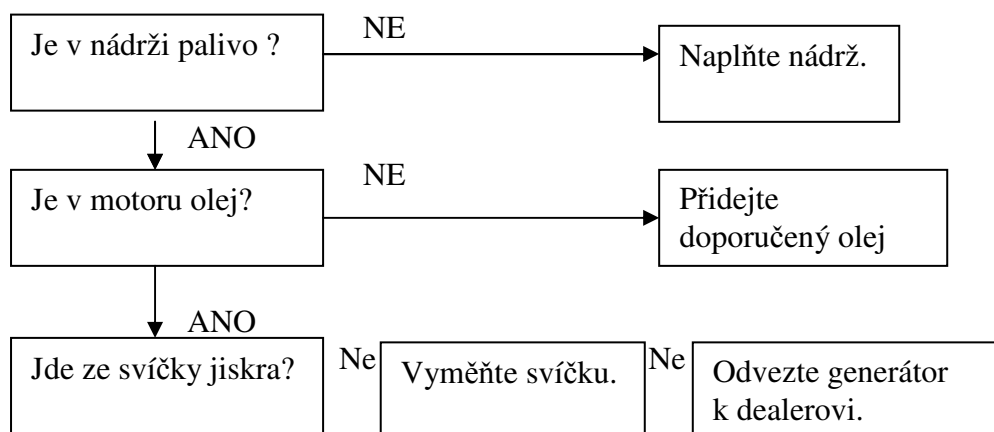 NE
Je v nádrži palivo ?
Naplňte nádrž.
ANO
NE
Je v motoru olej?
Přidejte
doporučený olej
ANO
Jde ze svíčky jiskra?
Ne
Vyměňte svíčku.
Ne
Odvezte generátor
k dealerovi.